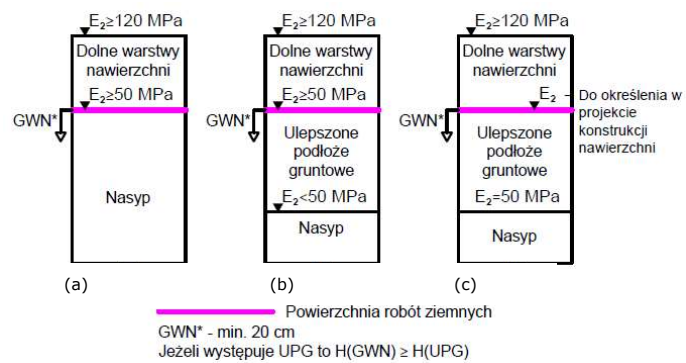 E₂≥120 MPa
Dolne warstwy
nawierzchni
E₂≥50 MPa
GWN*
Nasyp
(a)
E₂≥120 MPa
Dolne warstwy
nawierzchni
E₂≥50 MPa
GWN*
Ulepszone
podłoże
gruntowe
E₂<50 MPa
Nasyp
(b)
E₂≥120 MPa
Dolne warstwy
nawierzchni
E₂
Do określenia w
projekcie
konstrukcji
nawierzchni
GWN*
Ulepszone
podłoże
gruntowe
E₂=50 MPa
Nasyp
(c)
Powierzchnia robót ziemnych
GWN* - min. 20 cm
Jeżeli występuje UPG to H(GWN) ≥ H(UPG)